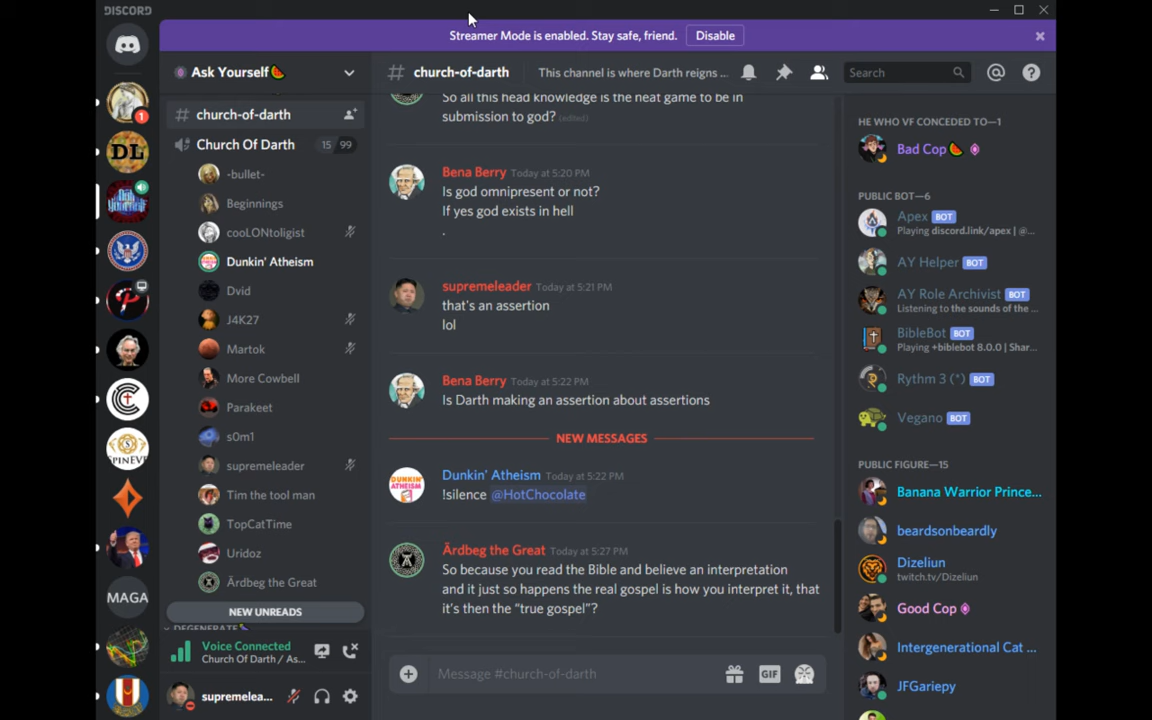 DISCORD
Streamer Mode is enabled. Stay safe, friend. Disable
Ask Yourself🍉
# church-of-darth
This channel is where Darth reigns ...
Search
church-of-darth
Church Of Darth 15 99
-bullet-
Beginnings
cooLONtoligist
Dunkin' Atheism
Dvid
J4K27
Martok
More Cowbell
Parakeet
s0m1
supremeleader
Tim the tool man
TopCatTime
Uridoz
Ärdbeg the Great
NEW UNREADS
Voice Connected
Church Of Darth / As...
supremelea...
DL
MAGA
So all this head knowledge is the neat game to be in
submission to god? (edited)
Bena Berry Today at 5:20 PM
Is god omnipresent or not?
If yes god exists in hell
.
supremeleader Today at 5:21 PM
that's an assertion
lol
Bena Berry Today at 5:22 PM
Is Darth making an assertion about assertions
NEW MESSAGES
Dunkin' Atheism Today at 5:22 PM
!silence @HotChocolate
Ärdbeg the Great Today at 5:27 PM
So because you read the Bible and believe an interpretation
and it just so happens the real gospel is how you interpret it, that
it's then the "true gospel"?
Message #church-of-darth
GIF
HE WHO VF CONCEDED TO—1
Bad Cop🍉
PUBLIC BOT—6
Apex BOT
Playing discord.link/apex | @...
AY Helper BOT
AY Role Archivist BOT
Listening to the sounds of the ...
BibleBot BOT
Playing +biblebot 8.0.0 | Shar...
Rythm 3 (*) BOT
Vegano BOT
PUBLIC FIGURE—15
Banana Warrior Prince...
beardsonbeardly
Dizeliun
twitch.tv/Dizeliun
Good Cop
Intergenerational Cat ...
JFGariepy